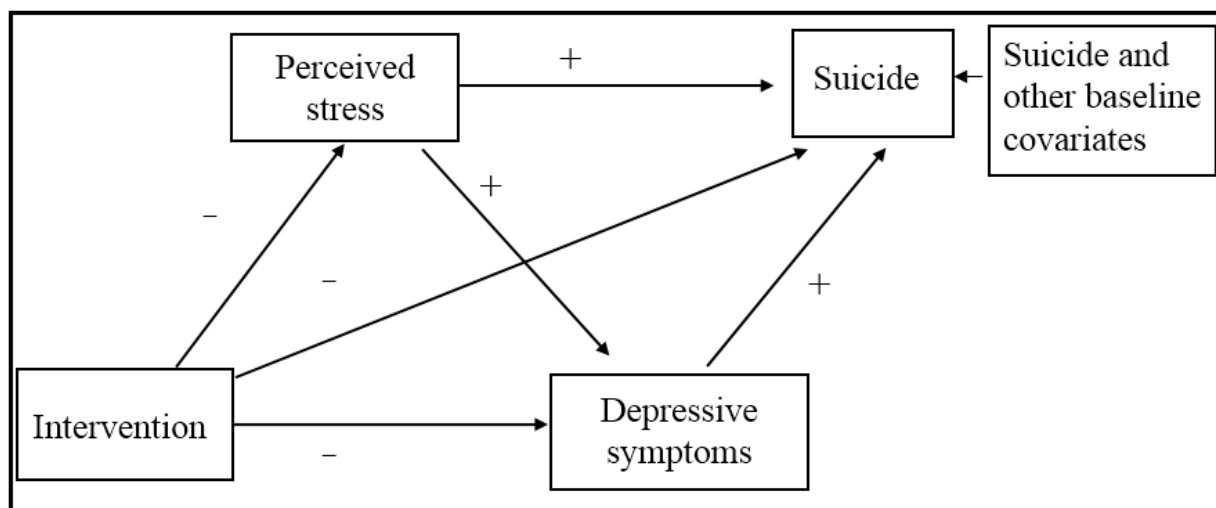 Perceived
stress
+
Suicide
Suicide and
other baseline
covariates
+
-
-
+
Intervention
-
Depressive
symptoms